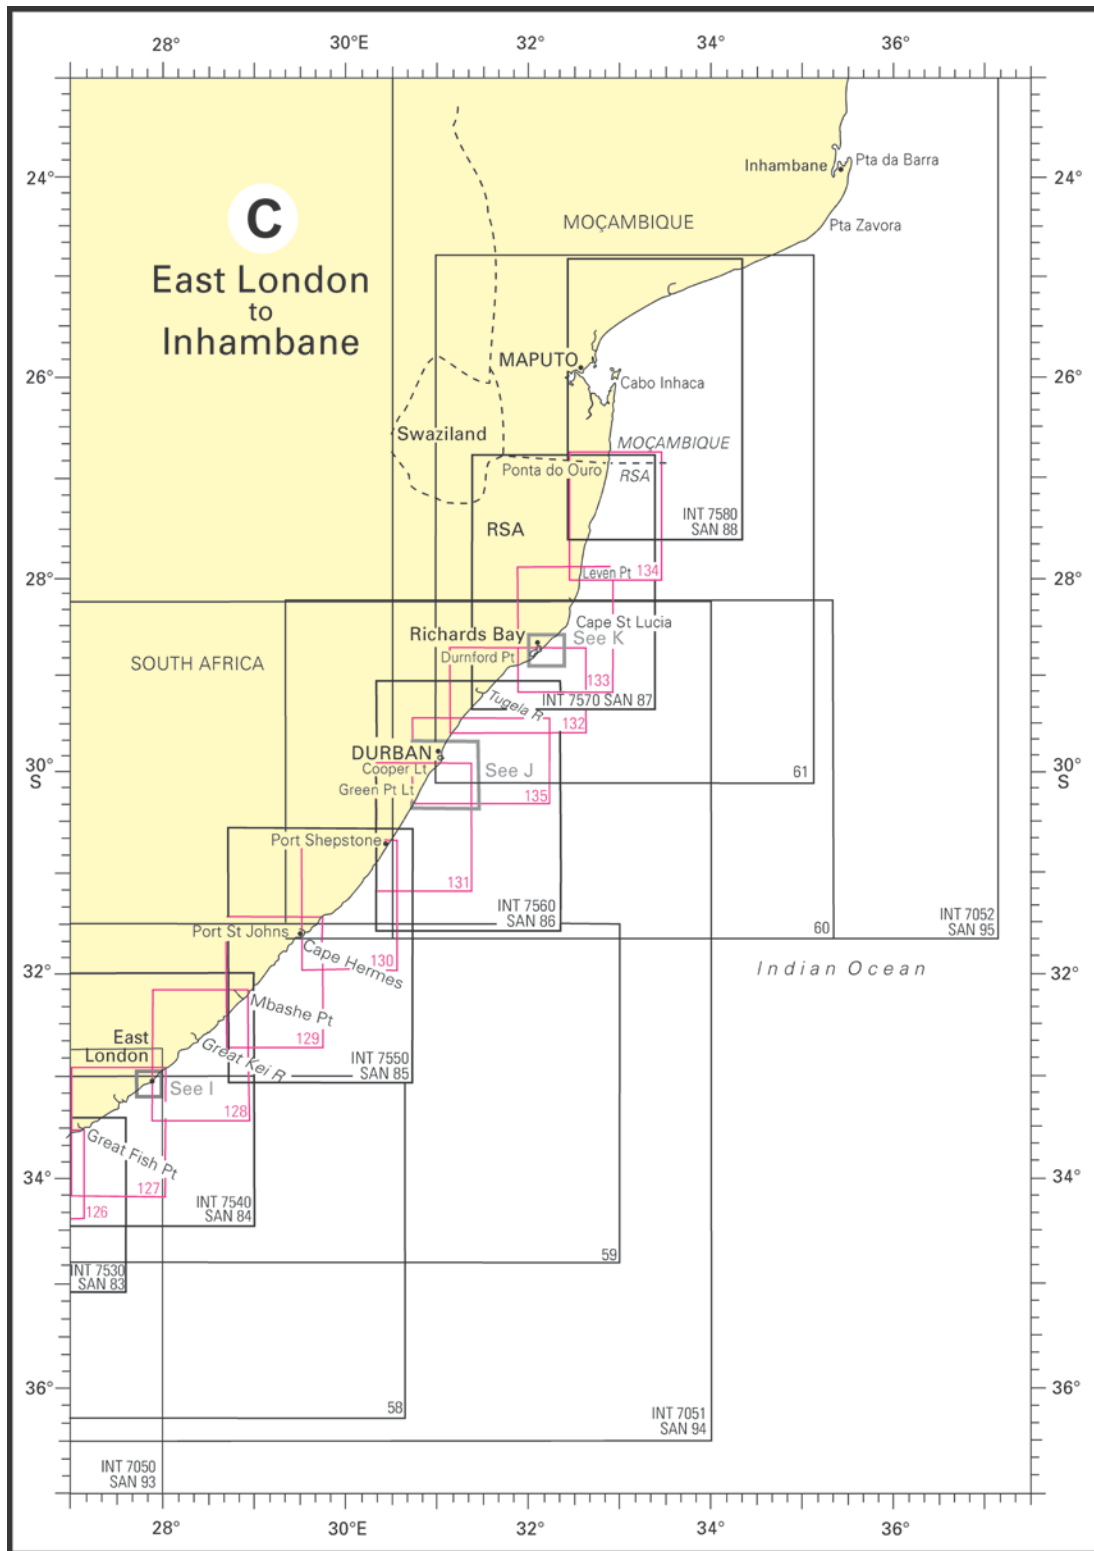 28°
30°E
32°
34°
36°
Inhambane
Pta da Barra
24°
24°
C
MOÇAMBIQUE
Pta Zavora
East London
to
Inhambane
MAPUTO
26°
Cabo Inhaca
26°
Swaziland
MOÇAMBIQUE
Ponta do Ouro
RSA
RSA
INT 7580
SAN 88
28°
Leven Pt
134
28°
Cape St Lucia
Richards Bay
See K
SOUTH AFRICA
Durnford Pt
133
Tugela R
INT 7570 SAN 87
132
DURBAN
30°
S
Cooper Lt
See J
61
30°
S
Green Pt Lt
135
Port Shepstone
131
INT 7560
SAN 86
INT 7052
SAN 95
60
Port St Johns
Cape Hermes
130
Indian Ocean
32°
32°
Mbashe Pt
East
London
129
Great Kei R
INT 7550
SAN 85
See I
128
Great Fish Pt
34°
34°
127
INT 7540
SAN 84
126
59
INT 7530
SAN 83
36°
36°
58
INT 7051
SAN 94
INT 7050
SAN 93
28°
30°E
32°
34°
36°